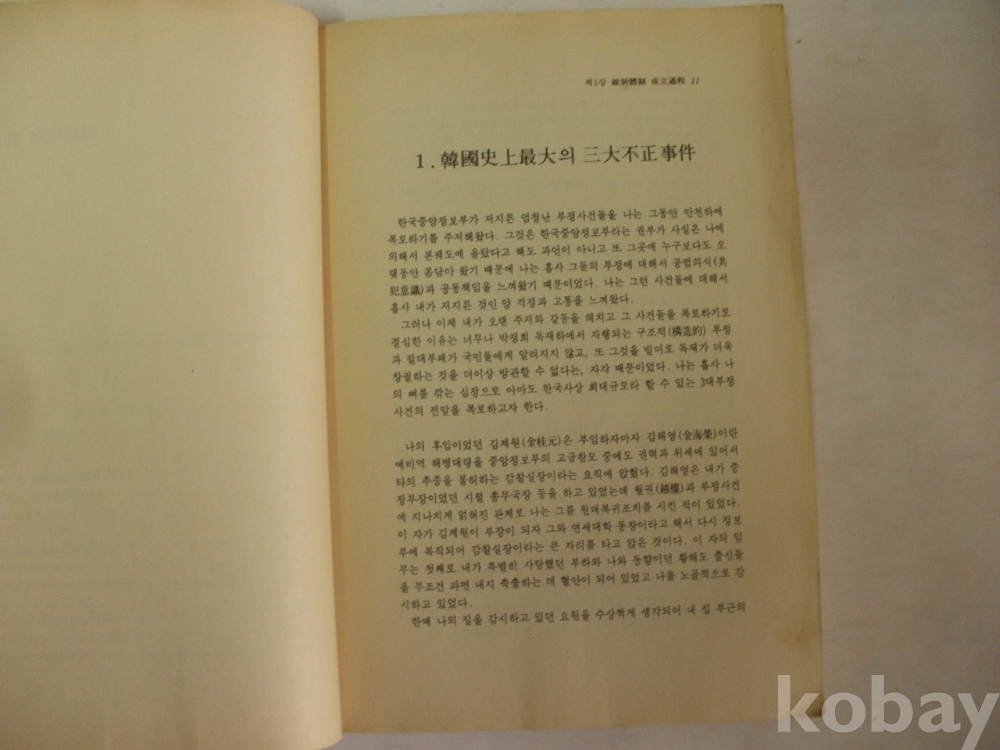 제1장 維新體制 成立過程 11
1. 韓國史上最大의 三大不正事件
한국중앙정보부가 저지른 엄청난 부정사건들을 나는 그동안 만천하에
폭로하기를 주저해왔다. 그것은 한국중앙정보부라는 권부가 사실은 나에
의해서 본궤도에 올랐다고 해도 과언이 아니고 또 그곳에 누구보다도 오
랫동안 몸담아 왔기 때문에 나는 흡사 그들의 부정에 대해서 공범의식(共
犯意識)과 공동책임을 느껴왔기 때문이었다. 나는 그런 사건들에 대해서
흡사 내가 저지른 것인 양 걱정과 고통을 느껴왔다.
그러나 이제 내가 오랜 주저와 갈등을 헤치고 그 사건들을 폭로하기로
결심한 이유는 너무나 박정희 독재하에서 자행되는 구조적(構造的) 부정
과 절대부패가 국민들에게 알려지지 않고, 또 그것을 빌미로 독재가 더욱
창궐하는 것을 더이상 방관할 수 없다는, 자각 때문이었다. 나는 흡사 나
의 뼈를 깎는 심정으로 아마도 한국사상 최대규모라 할 수 있는 3대부정
사건의 전말을 폭로하고자 한다.
나의 후임이었던 김계원(金桂元)은 부임하자마자 김해영(金海榮)이란
예비역 해병대령을 중앙정보부의 고급참모 중에도 권력과 위세에 있어서
타의 추종을 불허하는 감찰실장이라는 요직에 앉혔다. 김해영은 내가 중
정부장이었던 시절 총무국장 등을 하고 있었는데 월권(越權)과 부정사건
에 지나치게 얽혀진 관계로 나는 그를 원대복귀조치를 시킨 적이 있었다.
이 자가 김계원이 부장이 되자 그와 연세대학 동창이라고 해서 다시 정보
부에 복직되어 감찰실장이라는 큰 자리를 타고 앉은 것이다. 이 자의 임
무는 첫째로 내가 특별히 사랑했던 부하와 나와 동향이던 황해도 출신들
을 무조건 파면 내지 축출하는 데 혈안이 되어 있었고 나를 노골적으로 감
시하고 있었다.
한때 나의 집을 감시하고 있던 요원을 수상쩍게 생각되어 내 집 부근의
kobay